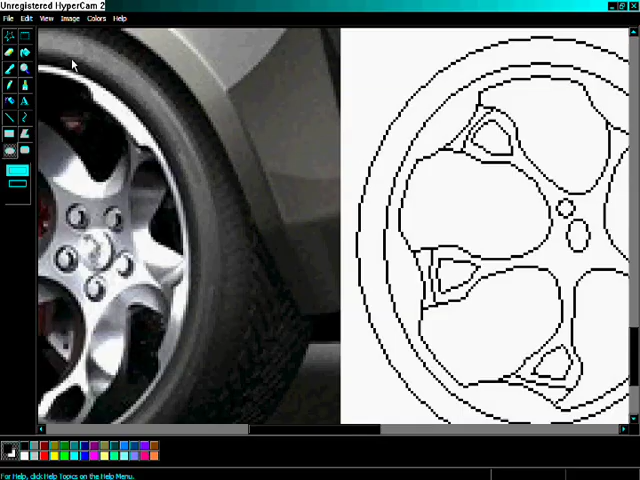 Unregistered HyperCam 2
File Edit View Image Colors Help
A
For Help, click Help Topics on the Help Menu.